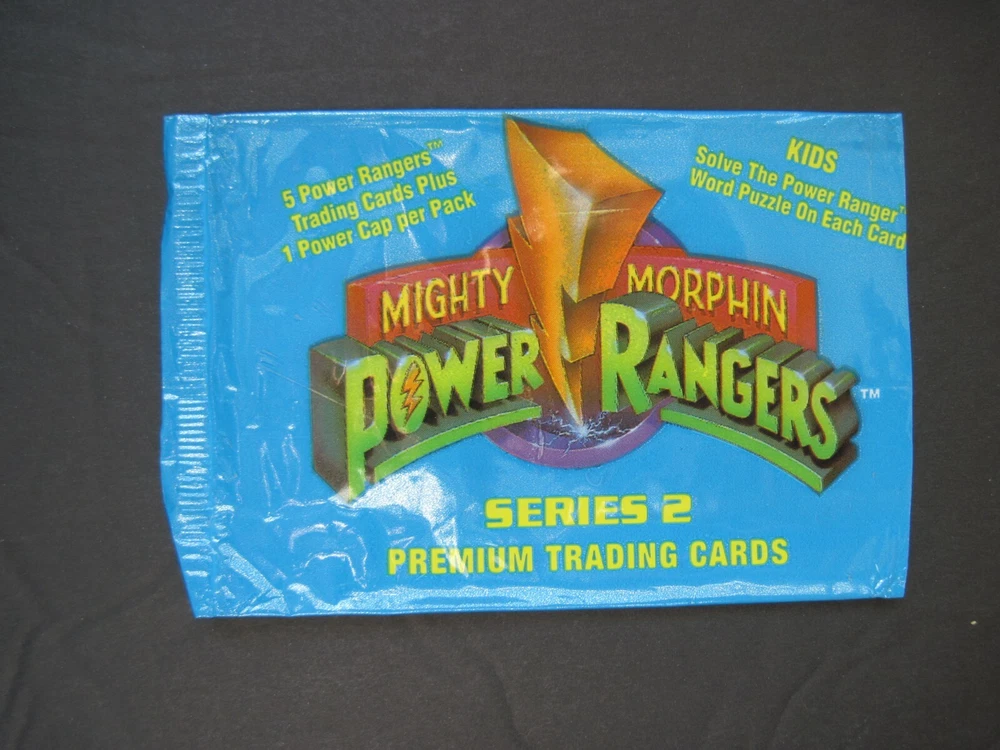 5 Power Rangers™
Trading Cards Plus
1 Power Cap per Pack
KIDS
Solve The Power Ranger™
Word Puzzle On Each Card
MIGHTY MORPHIN
POWER RANGERS™
SERIES 2
PREMIUM TRADING CARDS